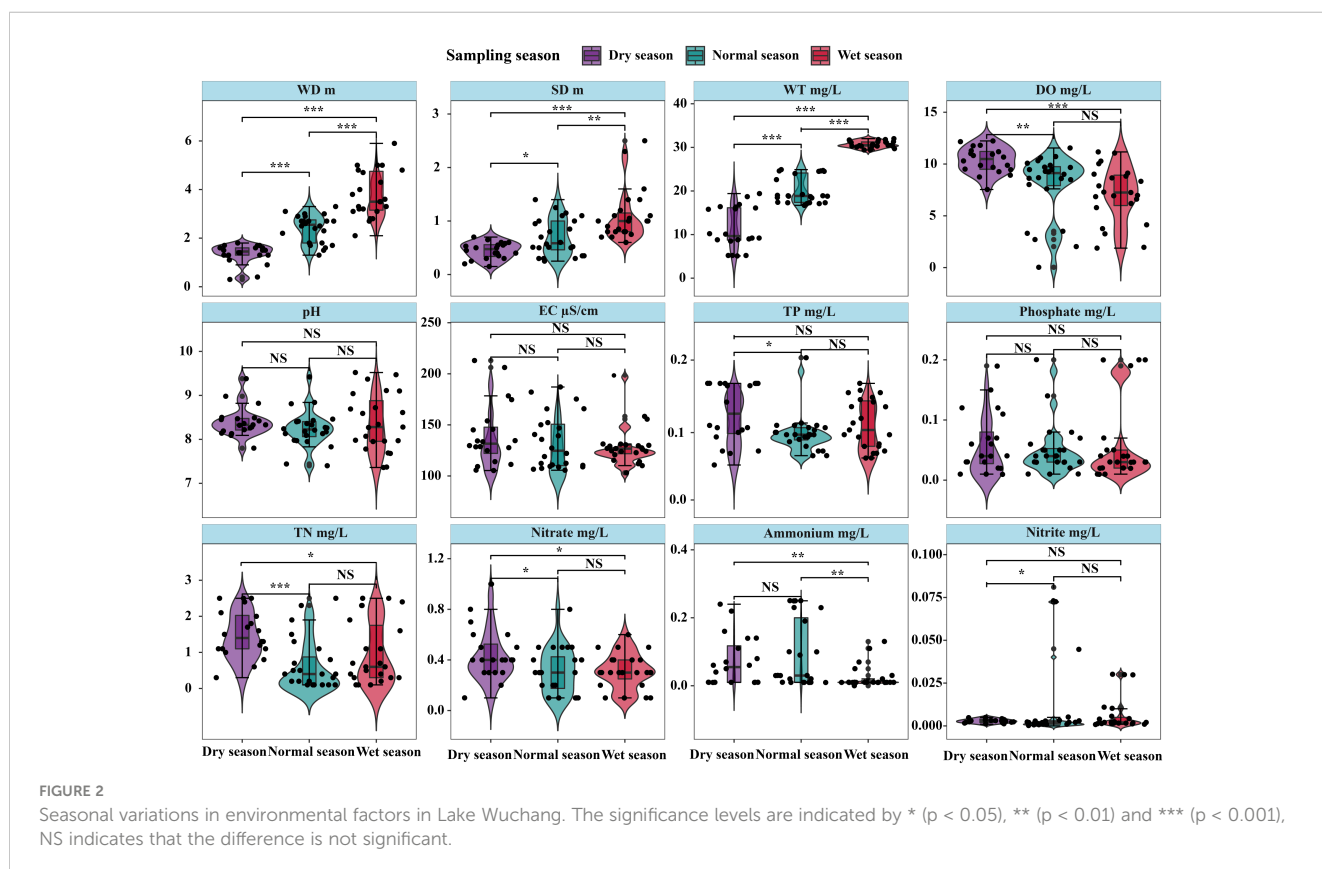 Sampling season Dry season Normal season Wet season
WD m
6
4
2
0
***
***
***
SD m
3
2
1
0
***
**
*
WT mg/L
40
30
20
10
0
***
***
***
DO mg/L
15
10
5
0
***
NS
**
pH
10
9
8
7
NS
NS
NS
EC µS/cm
250
200
150
100
NS
NS
NS
TP mg/L
0.2
0.1
0.0
NS
NS
*
Phosphate mg/L
0.2
0.1
0.0
NS
NS
NS
TN mg/L
3
2
1
0
*
NS
***
Nitrate mg/L
1.2
0.8
0.4
0.0
*
NS
*
Ammonium mg/L
0.4
0.2
0.0
**
**
NS
Nitrite mg/L
0.100
0.075
0.050
0.025
0.000
NS
NS
*
Dry season Normal season Wet season
Dry season Normal season Wet season
Dry season Normal season Wet season
Dry season Normal season Wet season
FIGURE 2
Seasonal variations in environmental factors in Lake Wuchang. The significance levels are indicated by * (p < 0.05), ** (p < 0.01) and *** (p < 0.001),
NS indicates that the difference is not significant.